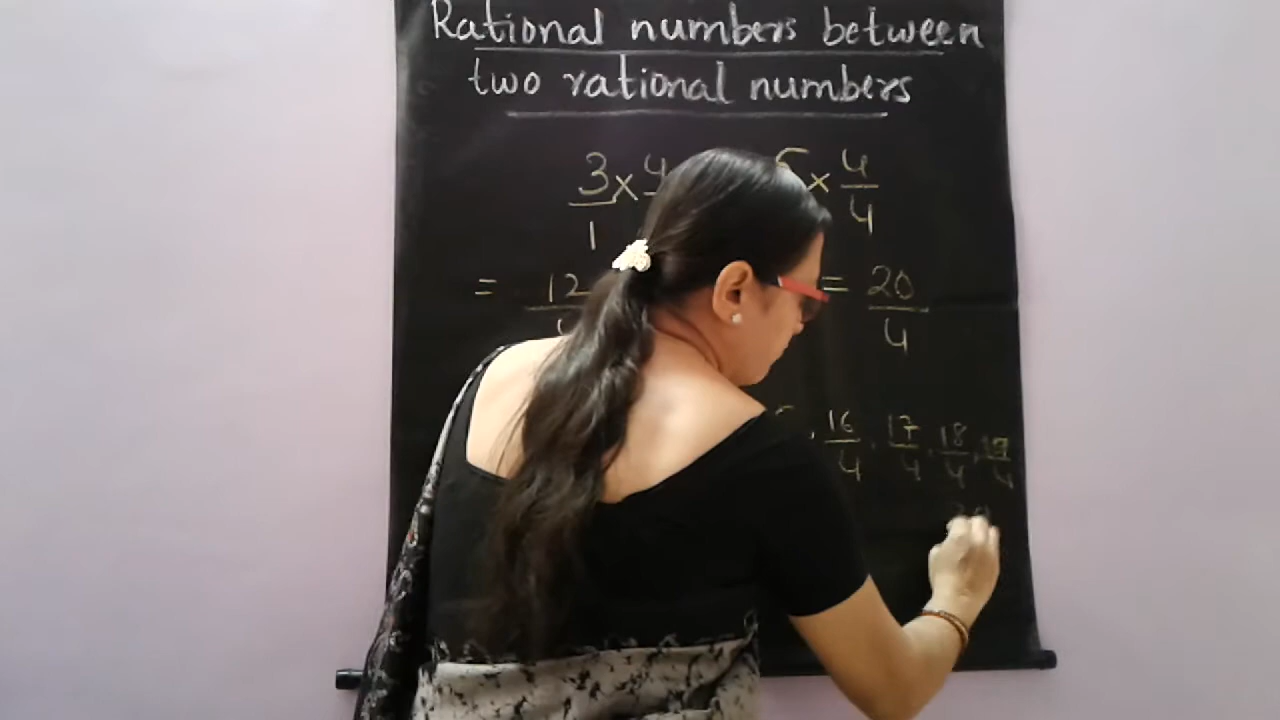 Rational numbers between
two rational numbers
3/1 × 4 5 × 4/4
= 12 = 20/4
, 16/4, 17/4, 18/4, 19/4